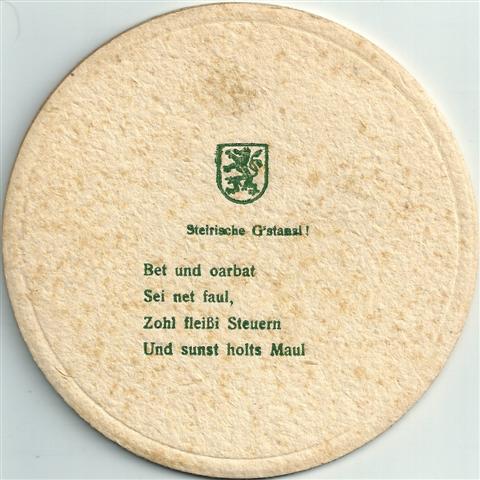 Steirische G'stanzl!
Bet und oarbat
Sei net faul,
Zohl fleißi Steuern
Und sunst holts Maul